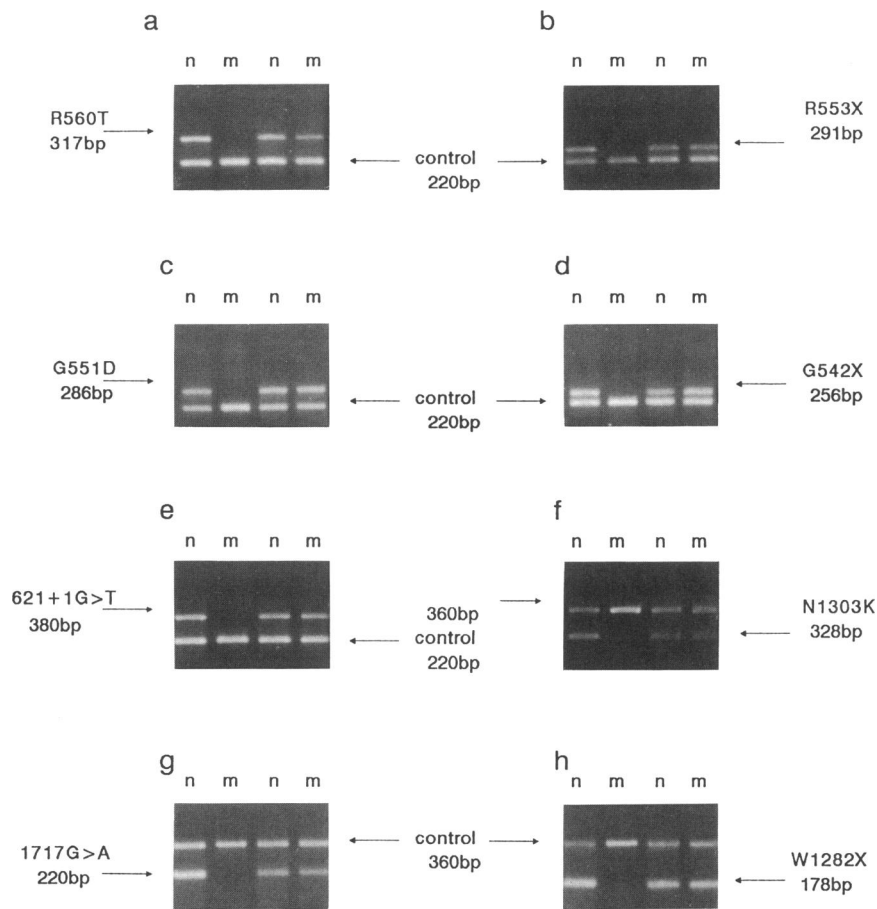 a
b
n m n m
n m n m
R560T
317bp
control
220bp
R553X
291bp
c
d
n m n m
n m n m
G551D
286bp
control
220bp
G542X
256bp
e
f
n m n m
n m n m
621+1G>T
380bp
360bp
control
220bp
N1303K
328bp
g
h
n m n m
n m n m
1717G>A
220bp
control
360bp
W1282X
178bp